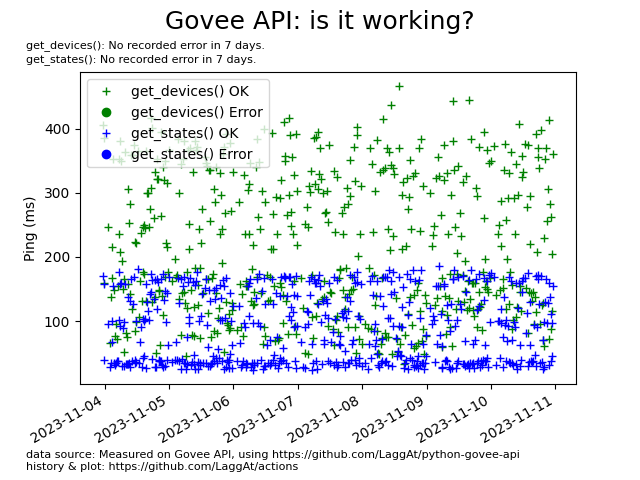 Govee API: is it working?
get_devices(): No recorded error in 7 days.
get_states(): No recorded error in 7 days.
get_devices() OK
get_devices() Error
get_states() OK
get_states() Error
Ping (ms)
400
300
200
100
2023-11-04
2023-11-05
2023-11-06
2023-11-07
2023-11-08
2023-11-09
2023-11-10
2023-11-11
data source: Measured on Govee API, using https://github.com/LaggAt/python-govee-api
history & plot: https://github.com/LaggAt/actions